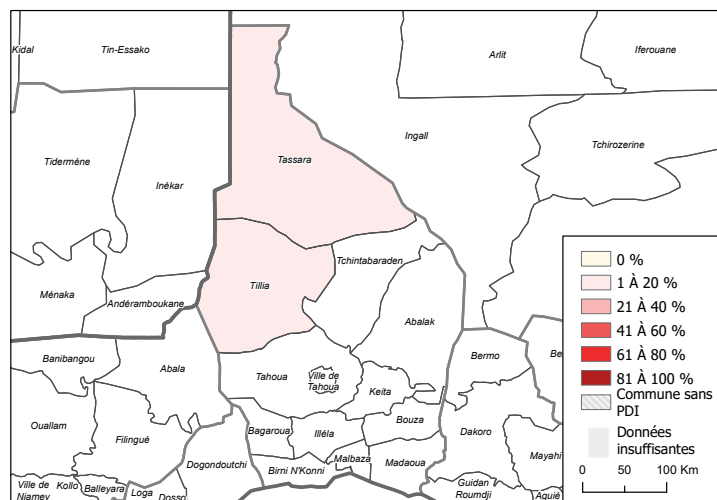 Kidal
Tin-Essako
Arlit
Iferouane
Ingall
Tchirozerine
Tassara
Tidermène
Inékar
Tchintabaraden
Tillia
Ménaka
Andéramboukane
Abalak
Banibangou
Abala
Bermo
Be
Tahoua
Ville de
Tahoua
Keita
Ouallam
Filingué
Bagaroua
Illéla
Bouza
Dakoro
Mayahi
Dogondoutchi
Birni N'Konni
Malbaza
Madaoua
Ville de
Niamey
Kollo
Balleyara
Loga
Dosso
Guidan
Roumdji
Aguié
0 %
1 À 20 %
21 À 40 %
41 À 60 %
61 À 80 %
81 À 100 %
Commune sans
PDI
Données
insuffisantes
0 50 100 Km